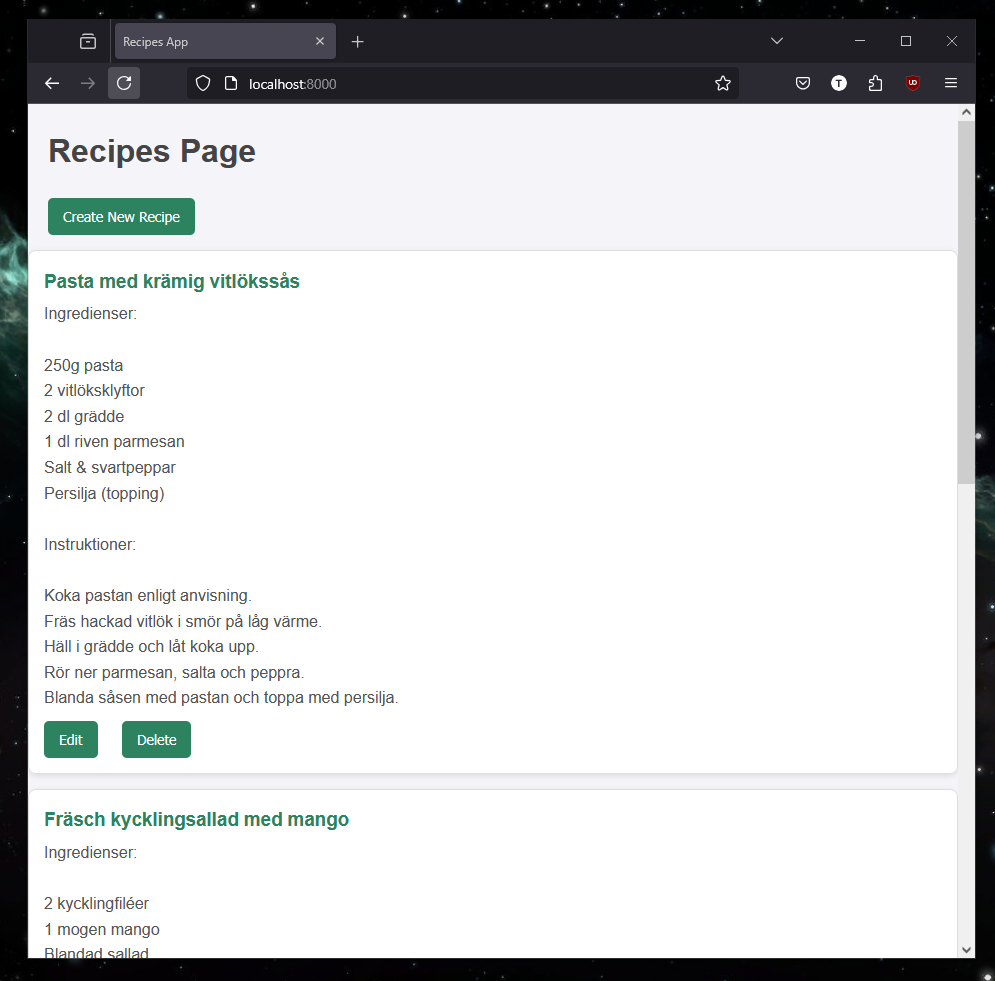 Recipes App
localhost:8000
T
UD
Recipes Page
Create New Recipe
Pasta med krämig vitlökssås
Ingredienser:
250g pasta
2 vitlöksklyftor
2 dl grädde
1 dl riven parmesan
Salt & svartpeppar
Persilja (topping)
Instruktioner:
Koka pastan enligt anvisning.
Fräs hackad vitlök i smör på låg värme.
Häll i grädde och låt koka upp.
Rör ner parmesan, salta och peppra.
Blanda såsen med pastan och toppa med persilja.
Edit Delete
Fräsch kycklingsallad med mango
Ingredienser:
2 kycklingfiléer
1 mogen mango
Blandad sallad